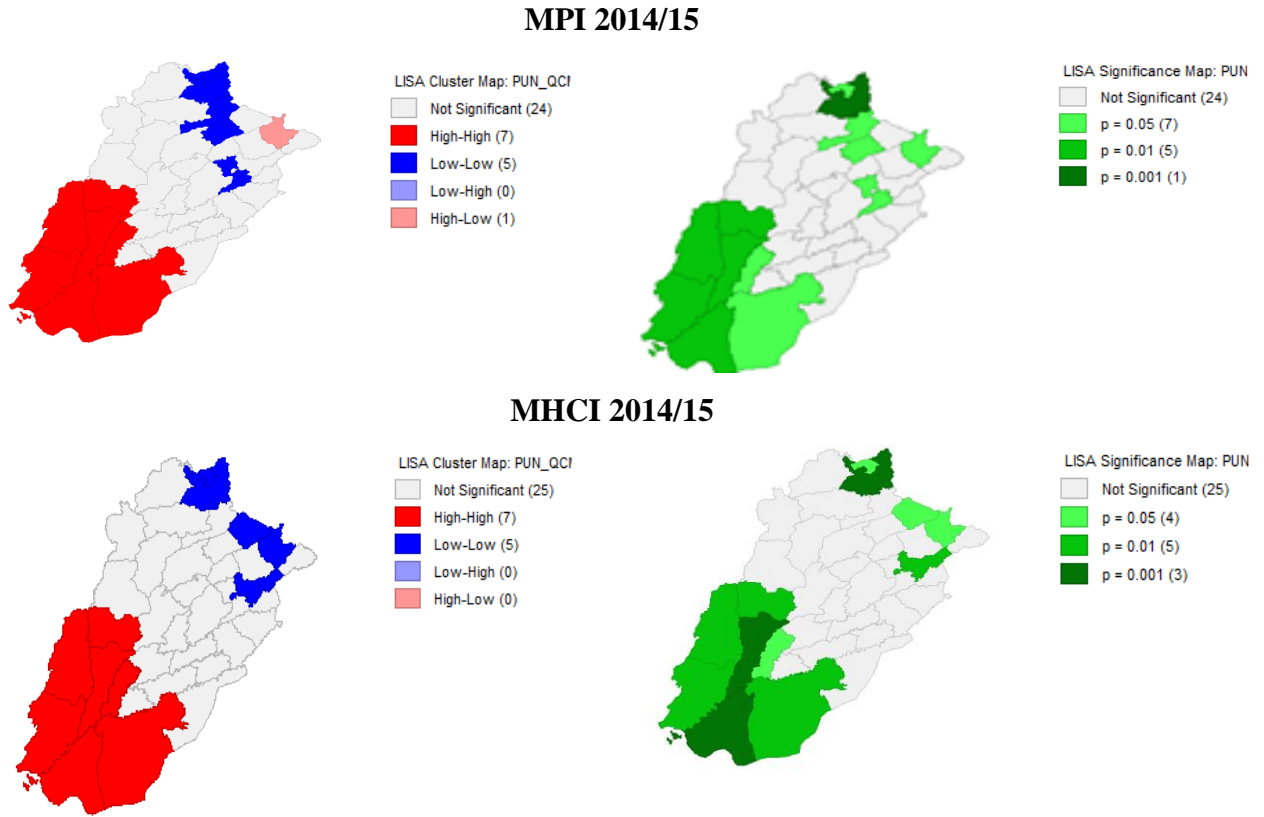 MPI 2014/15
LISA Cluster Map: PUN_QCM
Not Significant (24)
High-High (7)
Low-Low (5)
Low-High (0)
High-Low (1)
LISA Significance Map: PUN
Not Significant (24)
p = 0.05 (7)
p = 0.01 (5)
p = 0.001 (1)
MHCI 2014/15
LISA Cluster Map: PUN_QCM
Not Significant (25)
High-High (7)
Low-Low (5)
Low-High (0)
High-Low (0)
LISA Significance Map: PUN
Not Significant (25)
p = 0.05 (4)
p = 0.01 (5)
p = 0.001 (3)